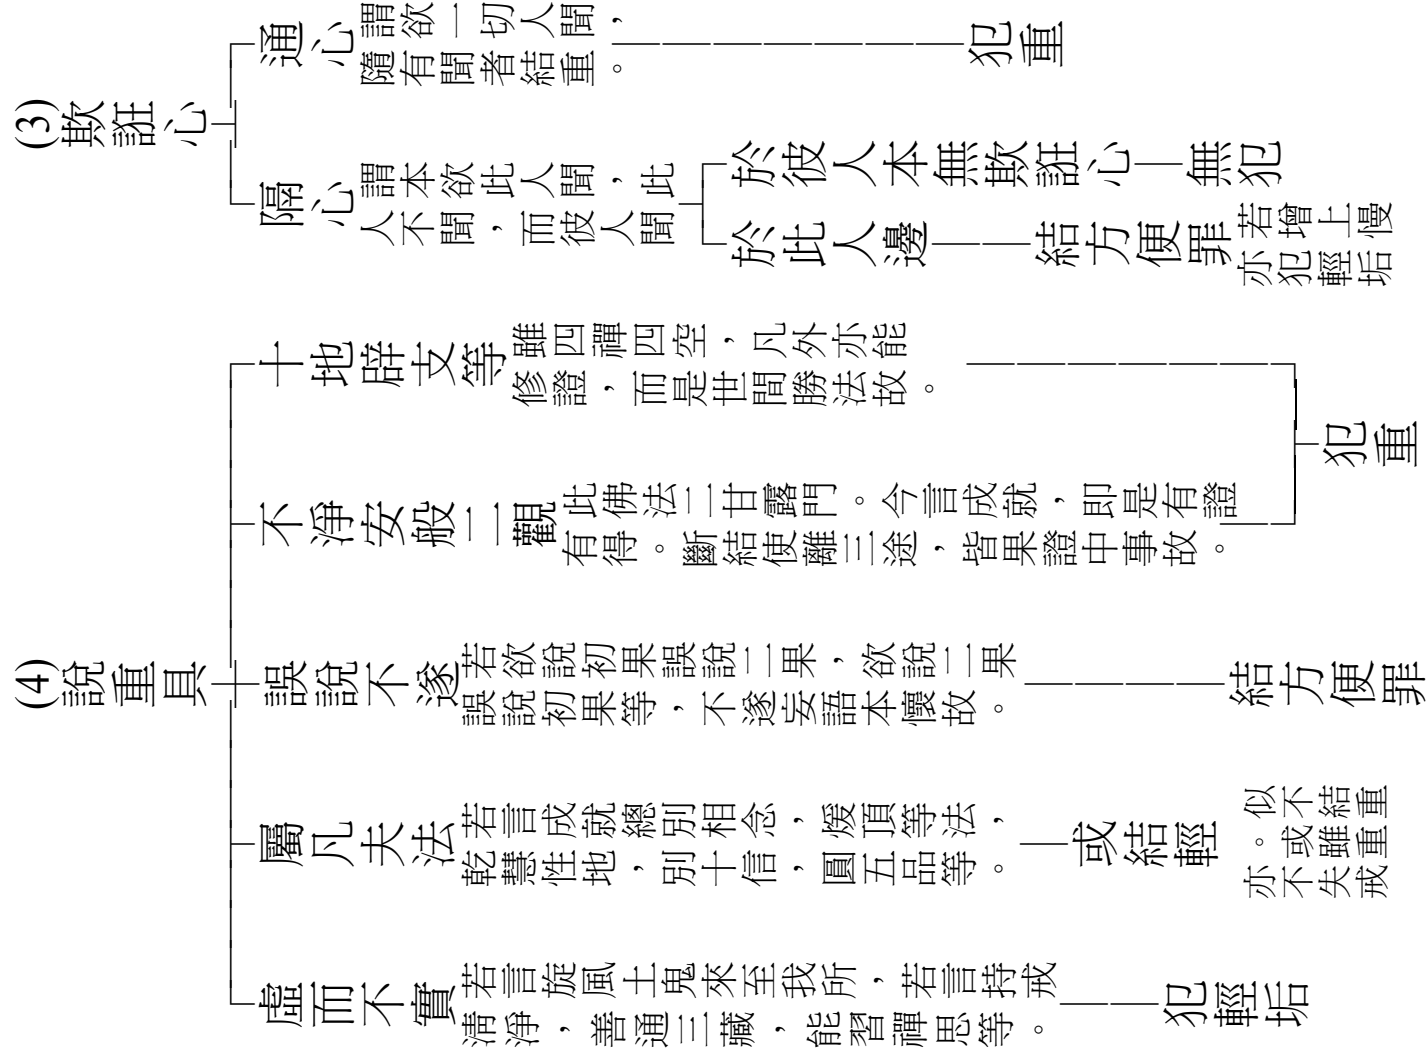 (3)欺誑心
通心
謂欲一切人聞，
隨有聞者結重。
犯重
隔心
謂本欲此人聞，此
人不聞，而彼人聞
於彼人本無欺誑心
無犯
於此人邊
結方便罪
若增上慢
亦犯輕垢
(4)說重具
十地辟支等
雖四禪四空，凡外亦能
修證，而是世間勝法故。
不淨安般二觀
此佛法二甘露門。今言成就，即是有證
有得。斷結使離三途，皆果證中事故。
犯重
誤說不遂
若欲說初果誤說二果，欲說二果
誤說初果等，不遂妄語本懷故。
結方便罪
屬凡夫法
若言成就總別相念，煖頂等法，
乾慧性地，別十信，圓五品等。
或結輕
似不結重
。或雖重
亦不失戒
虛而不實
若言旋風土鬼來至我所，若言持戒
清淨，善通三藏，能習禪思等。
犯輕垢